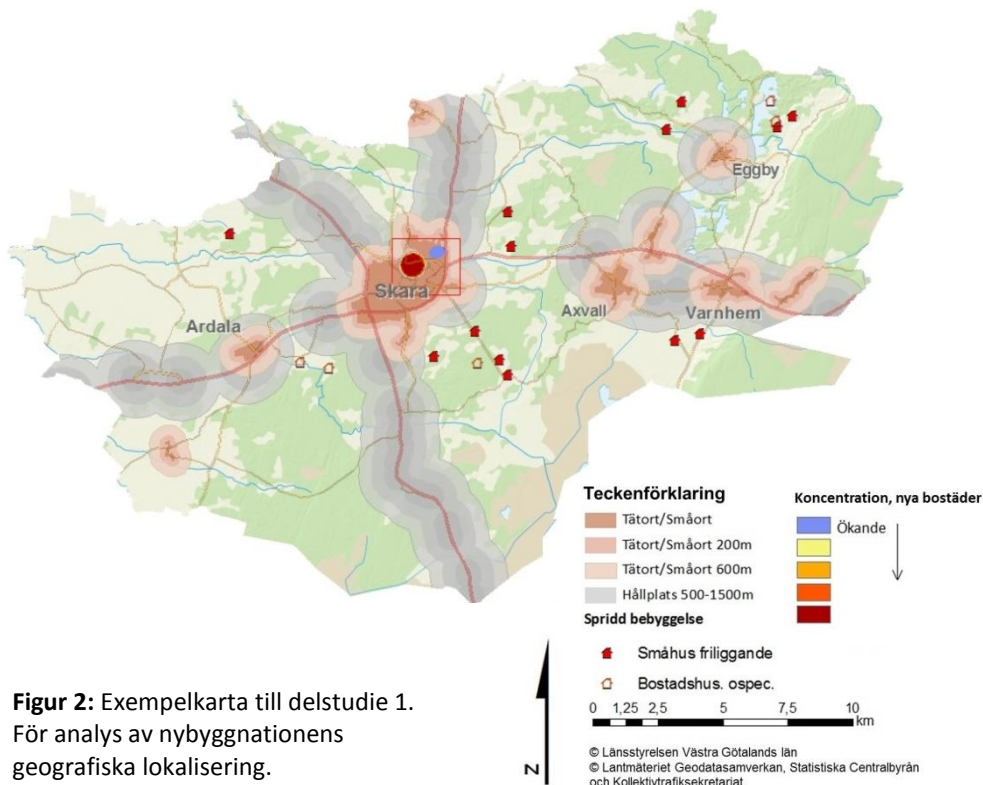 Eggby
Skara
Axvall
Varnhem
Ardala
Teckenförklaring
Tätort/Småort
Tätort/Småort 200m
Tätort/Småort 600m
Hållplats 500-1500m
Spridd bebyggelse
Småhus friliggande
Bostadshus. ospec.
Koncentration, nya bostäder
Ökande
0 1,25 2,5 5 7,5 10
km
N
© Länsstyrelsen Västra Götalands län
© Lantmäteriet Geodatasamverkan, Statistiska Centralbyrån
och Kollektivtrafiksekretariat
Figur 2: Exempelkarta till delstudie 1.
För analys av nybyggnationens
geografiska lokalisering.